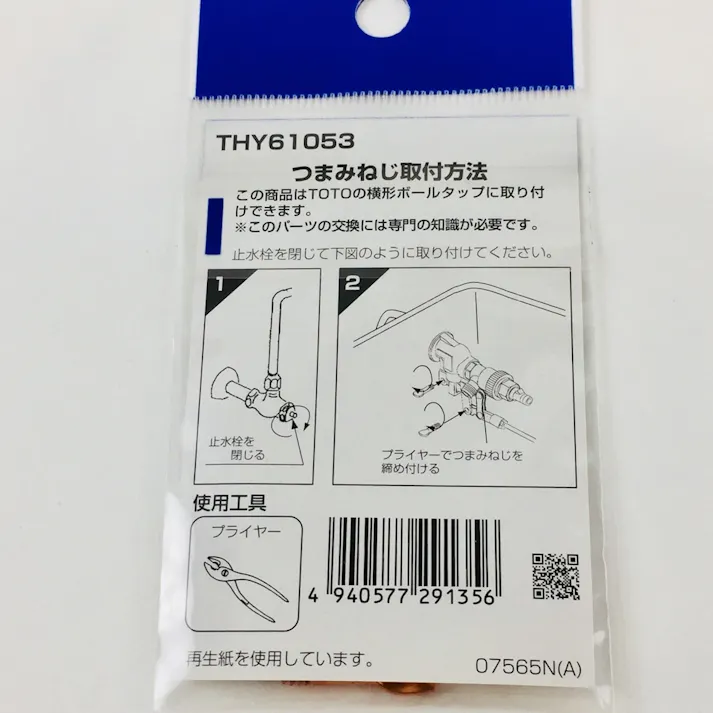 THY61053
つまみねじ取付方法
この商品はTOTOの横形ボールタップに取り付
けできます。
※このパーツの交換には専門の知識が必要です。
止水栓を閉じて下図のように取り付けてください。
1
止水栓を
閉じる
2
プライヤーでつまみねじを
締め付ける
使用工具
プライヤー
4 940577 291356
再生紙を使用しています。
07565N(A)